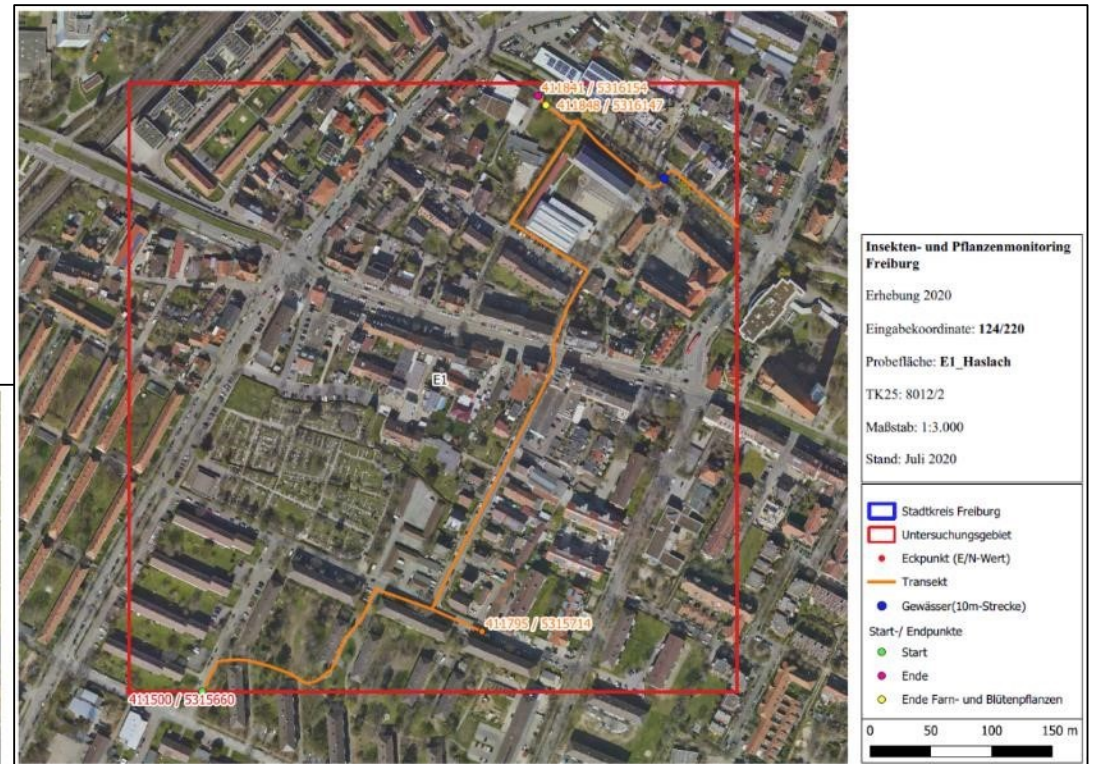 411841 / 5316154
411848 / 5316147
E1
411795 / 5315714
411500 / 5315660
Insekten- und Pflanzenmonitoring
Freiburg
Erhebung 2020
Eingabekoordinate: 124/220
Probefläche: E1_Haslach
TK25: 8012/2
Maßstab: 1:3.000
Stand: Juli 2020
Stadtkreis Freiburg
Untersuchungsgebiet
Eckpunkt (E/N-Wert)
Transekt
Gewässer(10m-Strecke)
Start-/ Endpunkte
Start
Ende
Ende Farn- und Blütenpflanzen
0 50 100 150 m